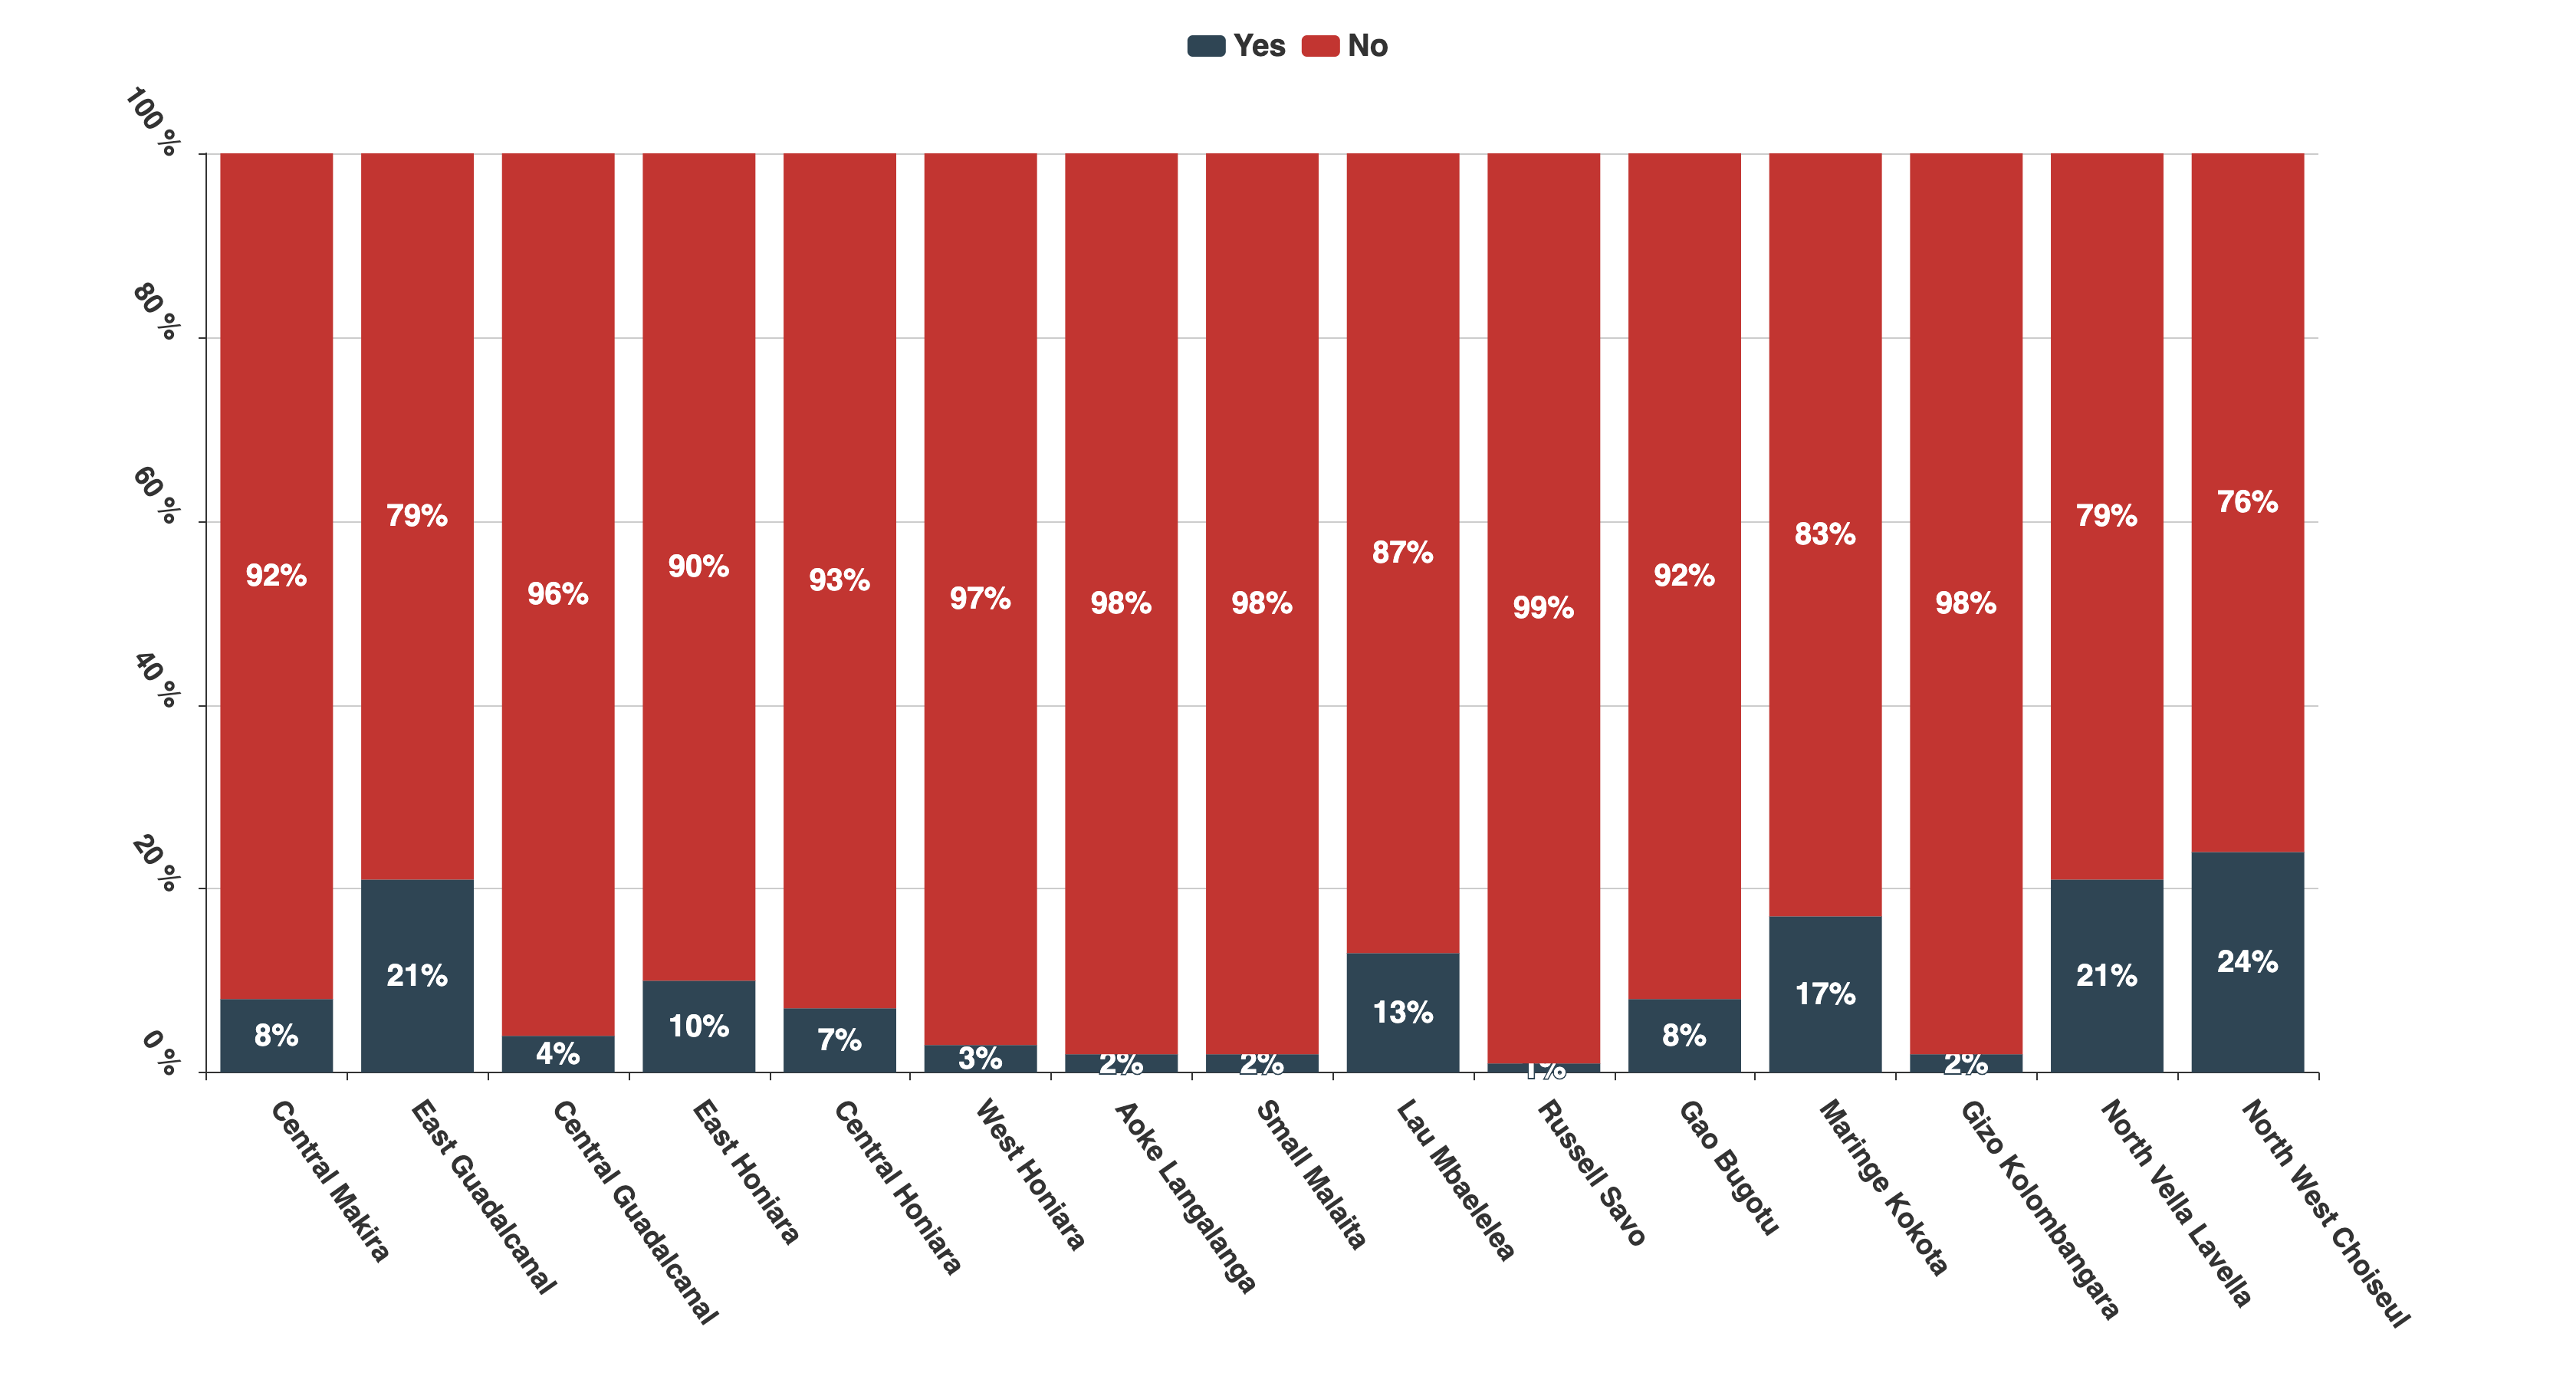 Yes No
100 %
80 %
60 %
40 %
20 %
0 %
92% 79% 96% 90% 93% 97% 98% 98% 87% 99% 92% 83% 98% 79% 76%
8% 21% 4% 10% 7% 3% 2% 2% 13% 1% 8% 17% 2% 21% 24%
Central Makira
East Guadalcanal
Central Guadalcanal
East Honiara
Central Honiara
West Honiara
Aoke Langalanga
Small Malaita
Lau Mbaelelea
Russell Savo
Gao Bugotu
Maringe Kokota
Gizo Kolombangara
North Vella Lavella
North West Choiseul